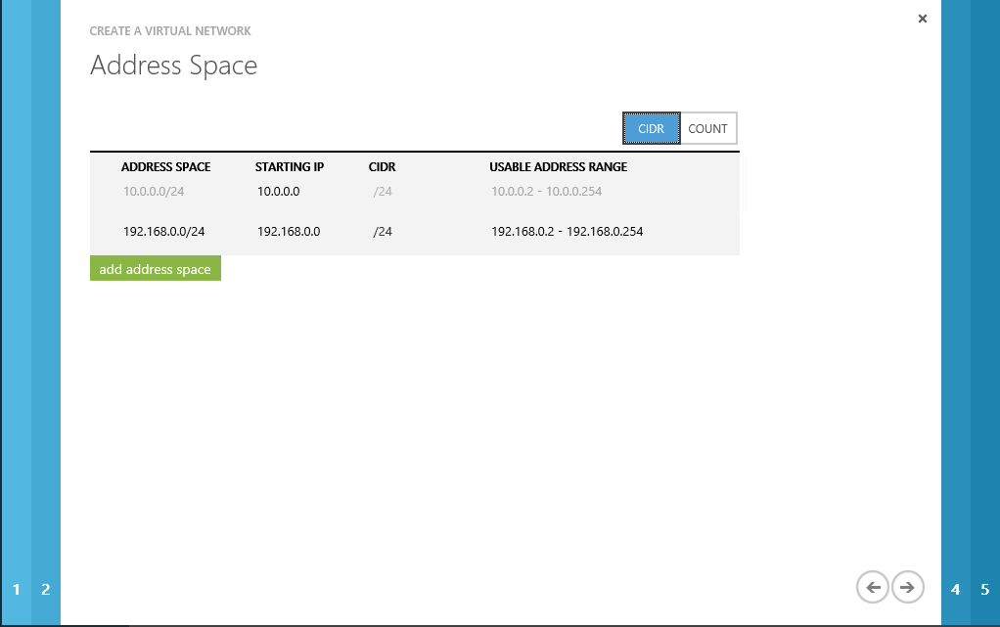 CREATE A VIRTUAL NETWORK
Address Space
CIDR COUNT
ADDRESS SPACE STARTING IP CIDR USABLE ADDRESS RANGE
10.0.0.0/24 10.0.0.0 /24 10.0.0.2 - 10.0.0.254
192.168.0.0/24 192.168.0.0 /24 192.168.0.2 - 192.168.0.254
add address space
1 2 4 5